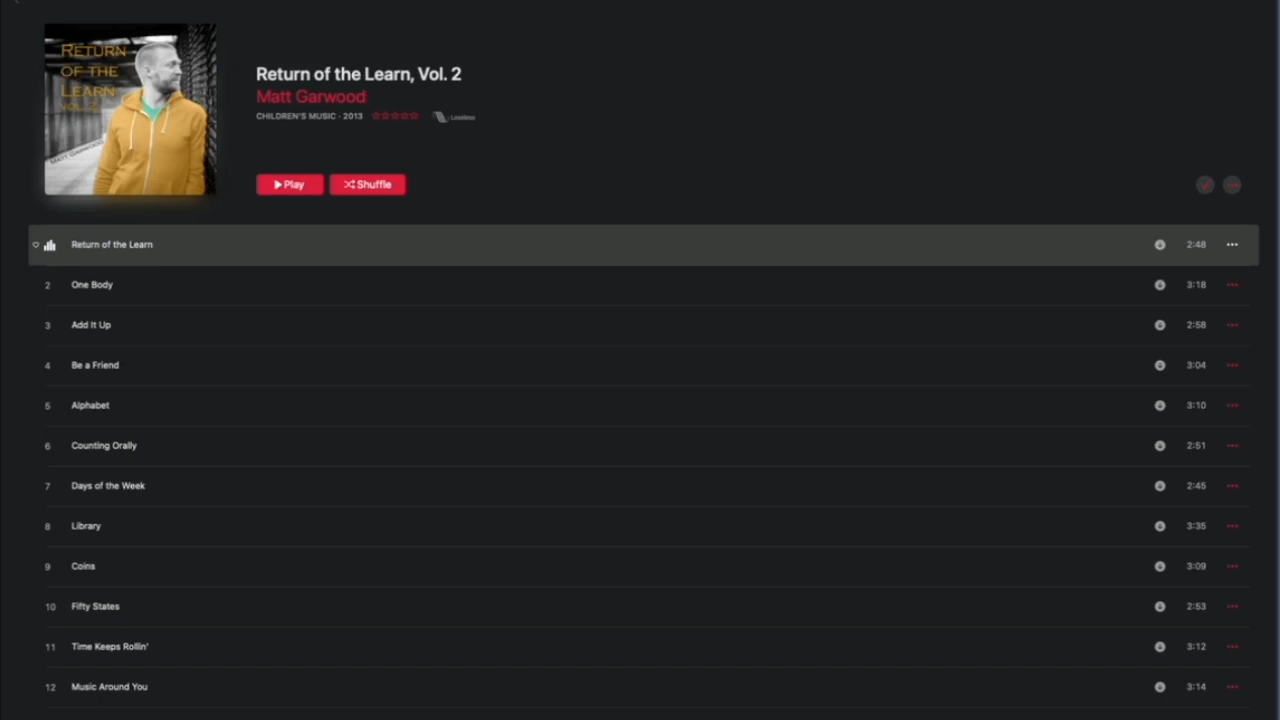 RETURN
OF THE
LEARN
VOL. 2
MATT GARWOOD
Return of the Learn, Vol. 2
Matt Garwood
CHILDREN'S MUSIC · 2013 Lossless
Play Shuffle
Return of the Learn 2:48
2 One Body 3:18
3 Add It Up 2:58
4 Be a Friend 3:04
5 Alphabet 3:10
6 Counting Orally 2:51
7 Days of the Week 2:45
8 Library 3:35
9 Coins 3:09
10 Fifty States 2:53
11 Time Keeps Rollin' 3:12
12 Music Around You 3:14